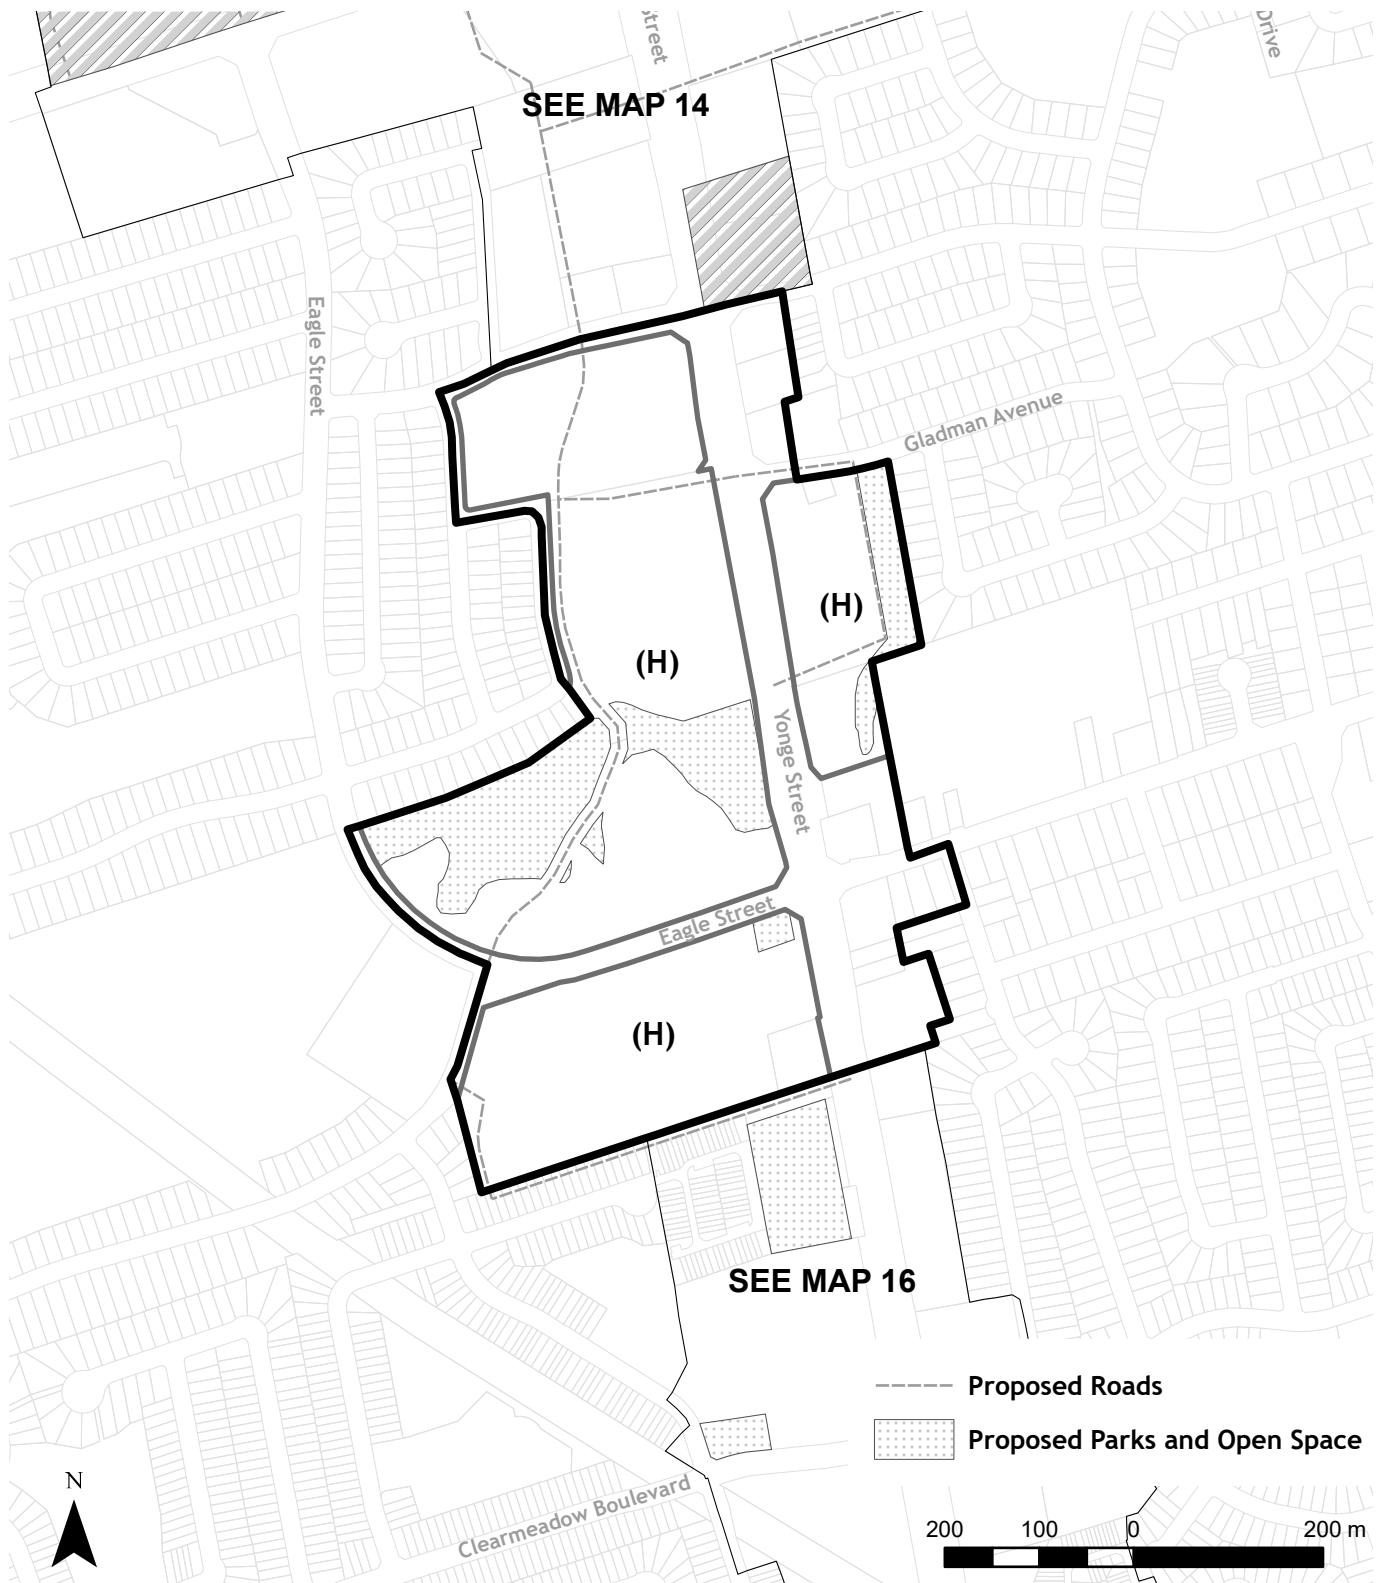 Street
Drive
SEE MAP 14
Eagle Street
Gladman Avenue
(H)
(H)
Yonge Street
Eagle Street
(H)
SEE MAP 16
Proposed Roads
Proposed Parks and Open Space
N
Clearmeadow Boulevard
200 100 0 200 m